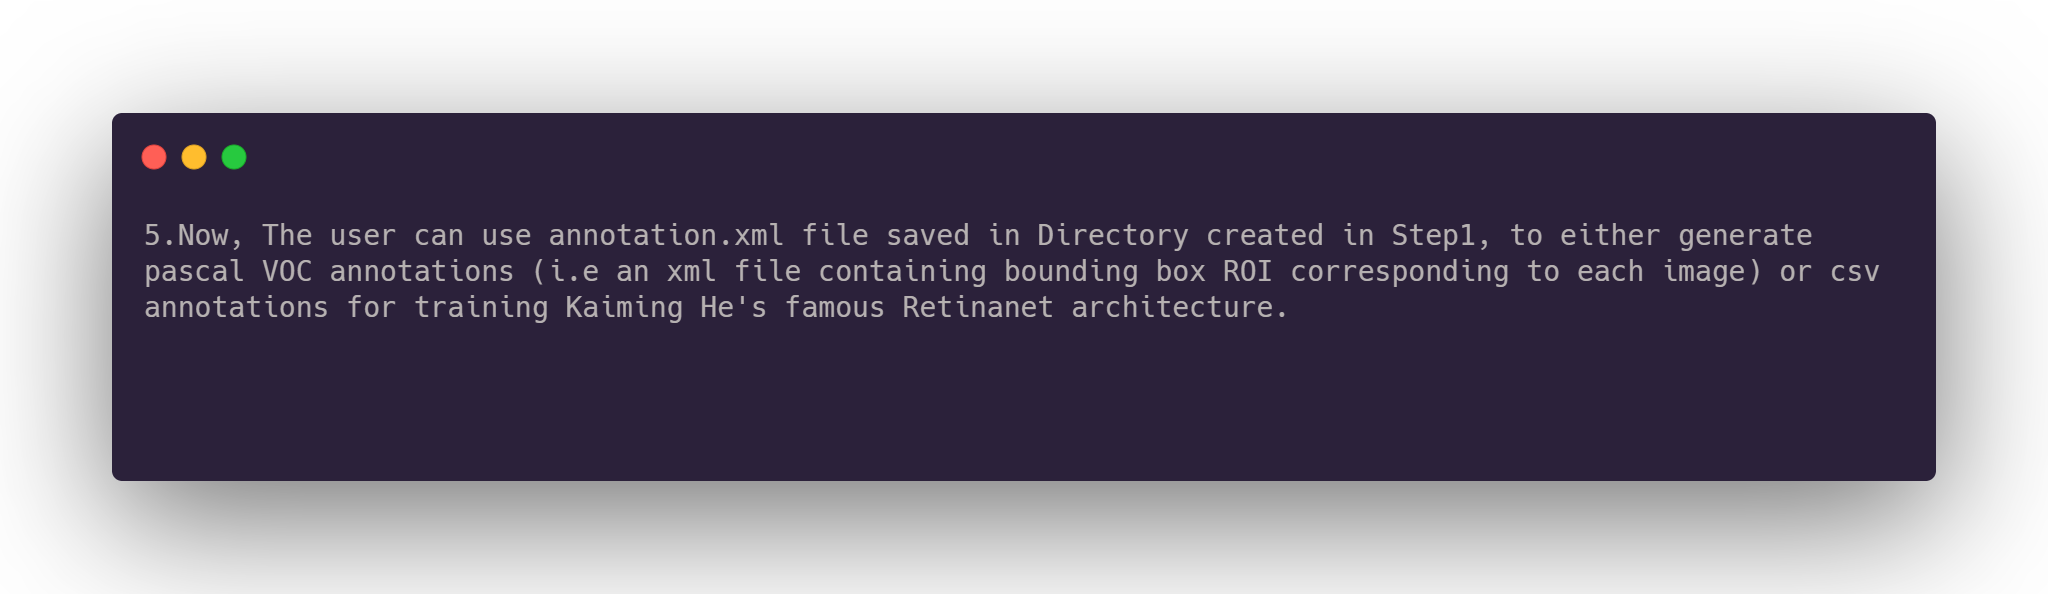 5.Now, The user can use annotation.xml file saved in Directory created in Step1, to either generate
pascal VOC annotations (i.e an xml file containing bounding box ROI corresponding to each image) or csv
annotations for training Kaiming He's famous Retinanet architecture.